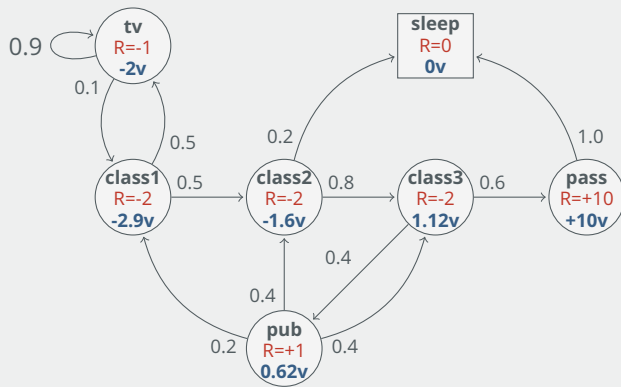 tv
R=-1
-2v
0.9
sleep
R=0
0v
0.1
0.5
0.2
1.0
class1
R=-2
-2.9v
0.5
class2
R=-2
-1.6v
0.8
class3
R=-2
1.12v
0.6
pass
R=+10
+10v
0.4
0.4
0.2
pub
R=+1
0.62v
0.4